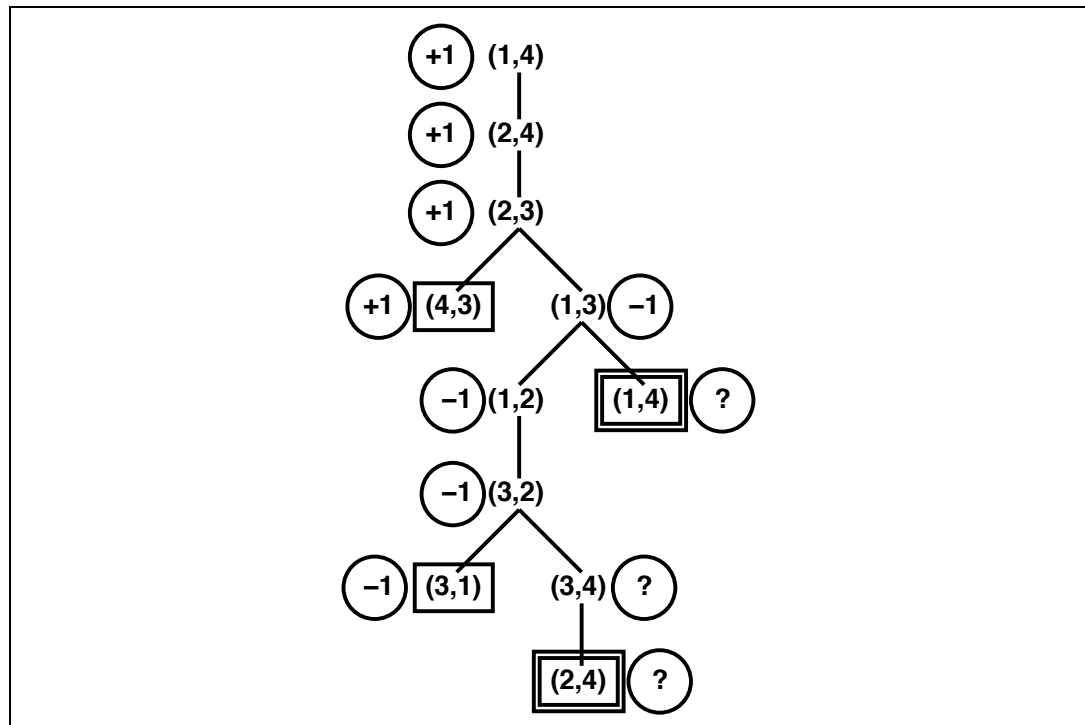 +1 (1,4)
+1 (2,4)
+1 (2,3)
+1 (4,3) (1,3) −1
−1 (1,2) (1,4) ?
−1 (3,2)
−1 (3,1) (3,4) ?
(2,4) ?